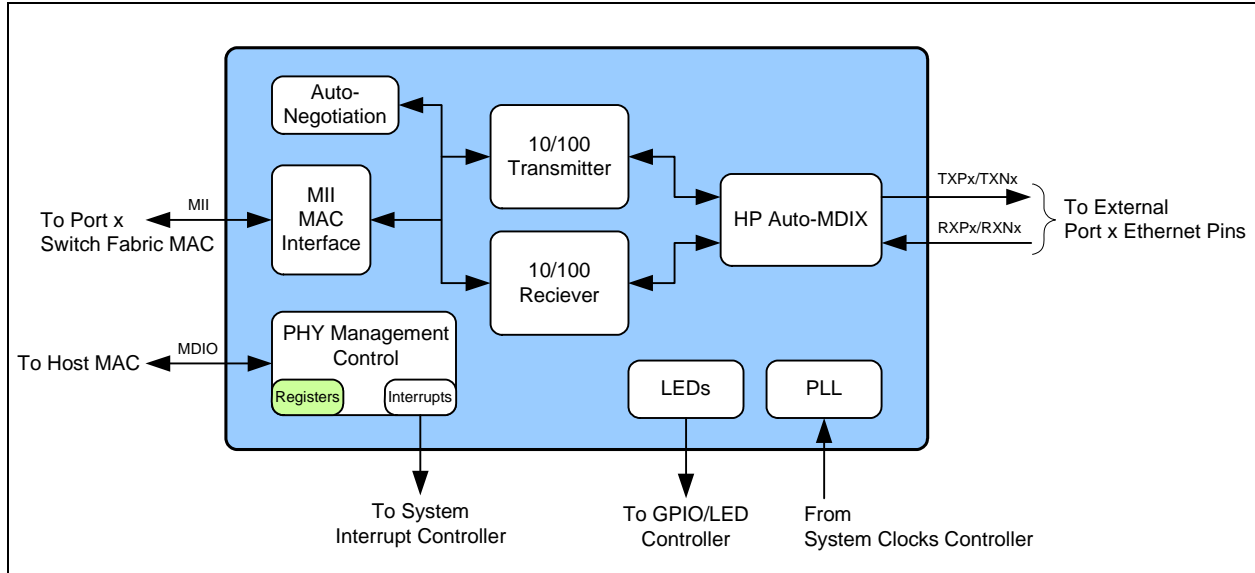 Auto-
Negotiation
10/100
Transmitter
MII
MAC
Interface
MII
To Port x
Switch Fabric MAC
HP Auto-MDIX
TXPx/TXNx
RXPx/RXNx
To External
Port x Ethernet Pins
10/100
Reciever
PHY Management
Control
MDIO
To Host MAC
Registers
Interrupts
LEDs
PLL
To System
Interrupt Controller
To GPIO/LED
Controller
From
System Clocks Controller